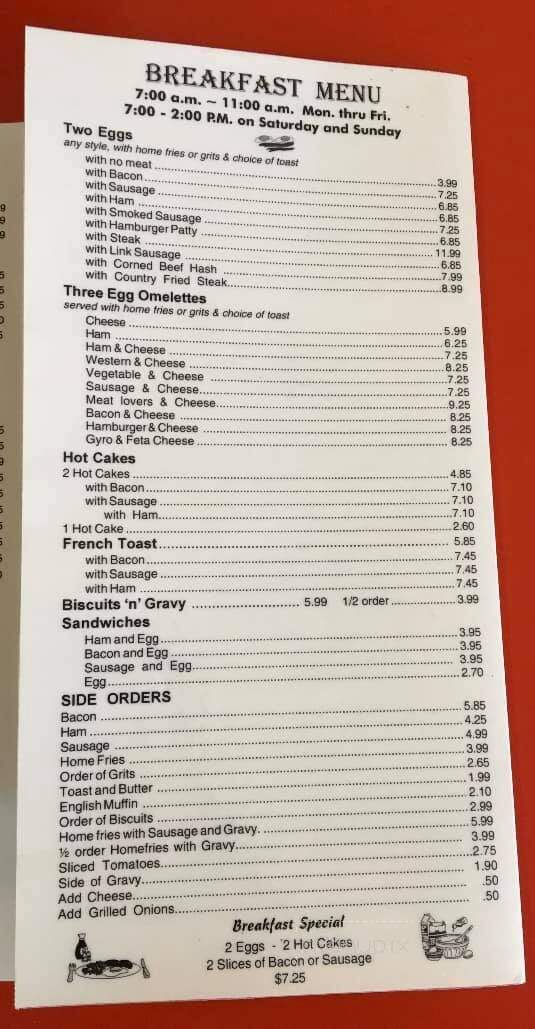 BREAKFAST MENU
7:00 a.m. ~ 11:00 a.m. Mon. thru Fri.
7:00 - 2:00 P.M. on Saturday and Sunday
Two Eggs
any style, with home fries or grits & choice of toast
with no meat ........ 3.99
with Bacon ........ 7.25
with Sausage ........ 6.85
with Ham ........ 6.85
with Smoked Sausage ........ 7.25
with Hamburger Patty ........ 6.85
with Steak ........ 11.99
with Link Sausage ........ 6.85
with Corned Beef Hash ........ 7.99
with Country Fried Steak ........ 8.99
Three Egg Omelettes
served with home fries or grits & choice of toast
Cheese ........ 5.99
Ham ........ 6.25
Ham & Cheese ........ 7.25
Western & Cheese ........ 8.25
Vegetable & Cheese ........ 7.25
Sausage & Cheese ........ 7.25
Meat lovers & Cheese ........ 9.25
Bacon & Cheese ........ 8.25
Hamburger & Cheese ........ 8.25
Gyro & Feta Cheese ........ 8.25
Hot Cakes
2 Hot Cakes ........ 4.85
with Bacon ........ 7.10
with Sausage ........ 7.10
with Ham ........ 7.10
1 Hot Cake ........ 2.60
French Toast ........ 5.85
with Bacon ........ 7.45
with Sausage ........ 7.45
with Ham ........ 7.45
Biscuits 'n' Gravy ........ 5.99 1/2 order ........ 3.99
Sandwiches
Ham and Egg ........ 3.95
Bacon and Egg ........ 3.95
Sausage and Egg ........ 3.95
Egg ........ 2.70
SIDE ORDERS
Bacon ........ 5.85
Ham ........ 4.25
Sausage ........ 4.99
Home Fries ........ 3.99
Order of Grits ........ 2.65
Toast and Butter ........ 1.99
English Muffin ........ 2.10
Order of Biscuits ........ 2.99
Home fries with Sausage and Gravy. ........ 5.99
½ order Homefries with Gravy ........ 3.99
Sliced Tomatoes ........ 2.75
Side of Gravy ........ 1.90
Add Cheese ........ .50
Add Grilled Onions ........ .50
Breakfast Special
2 Eggs - 2 Hot Cakes
2 Slices of Bacon or Sausage
$7.25